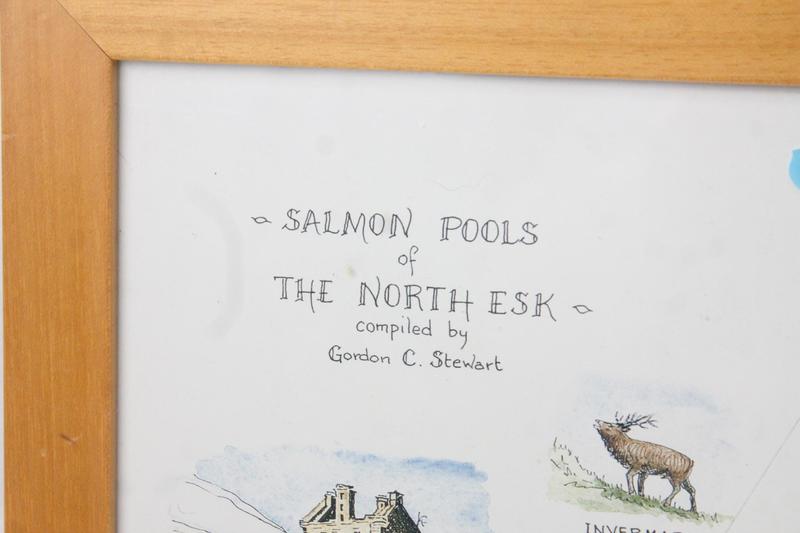 SALMON POOLS
of
THE NORTH ESK
compiled by
Gordon C. Stewart